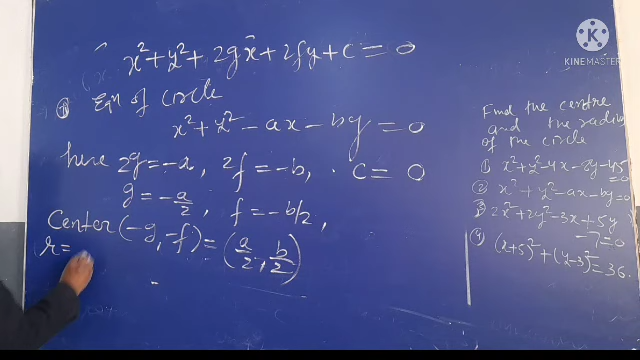 x² + y² + 2gx + 2fy + c = 0
Eqn of circle
x² + y² - ax - by = 0
here 2g = -a, 2f = -b, c = 0
g = -a/2, f = -b/2,
Center (-g, -f) = (a/2, b/2)
r =
Find the centre
and the radius
of the circle
① x² + y² - 4x - 8y - 45 = 0
② x² + y² - ax - by = 0
③ 2x² + 2y² - 3x + 5y - 7 = 0
④ (x+5)² + (y-3)² = 36.
KINEMASTER